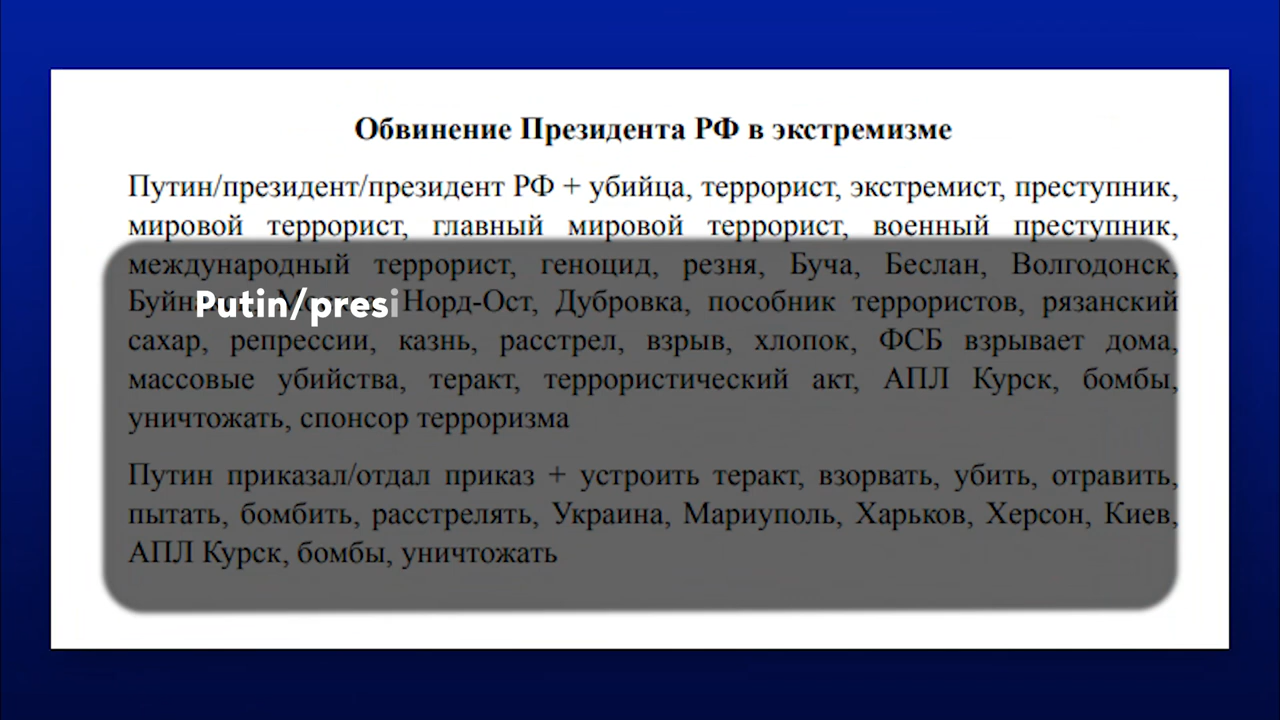 Обвинение Президента РФ в экстремизме
Путин/президент/президент РФ + убийца, террорист, экстремист, преступник,
мировой террорист, главный мировой террорист, военный преступник,
международный террорист, геноцид, резня, Буча, Беслан, Волгодонск,
Норд-Ост, Дубровка, пособник террористов, рязанский
Putin/presi
сахар, репрессии, казнь, расстрел, взрыв, хлопок, ФСБ взрывает дома,
массовые убийства, теракт, террористический акт, АПЛ Курск, бомбы,
уничтожать, спонсор терроризма
Путин приказал/отдал приказ + устроить теракт, взорвать, убить, отравить,
пытать, бомбить, расстрелять, Украина, Мариуполь, Харьков, Херсон, Киев,
АПЛ Курск, бомбы, уничтожать